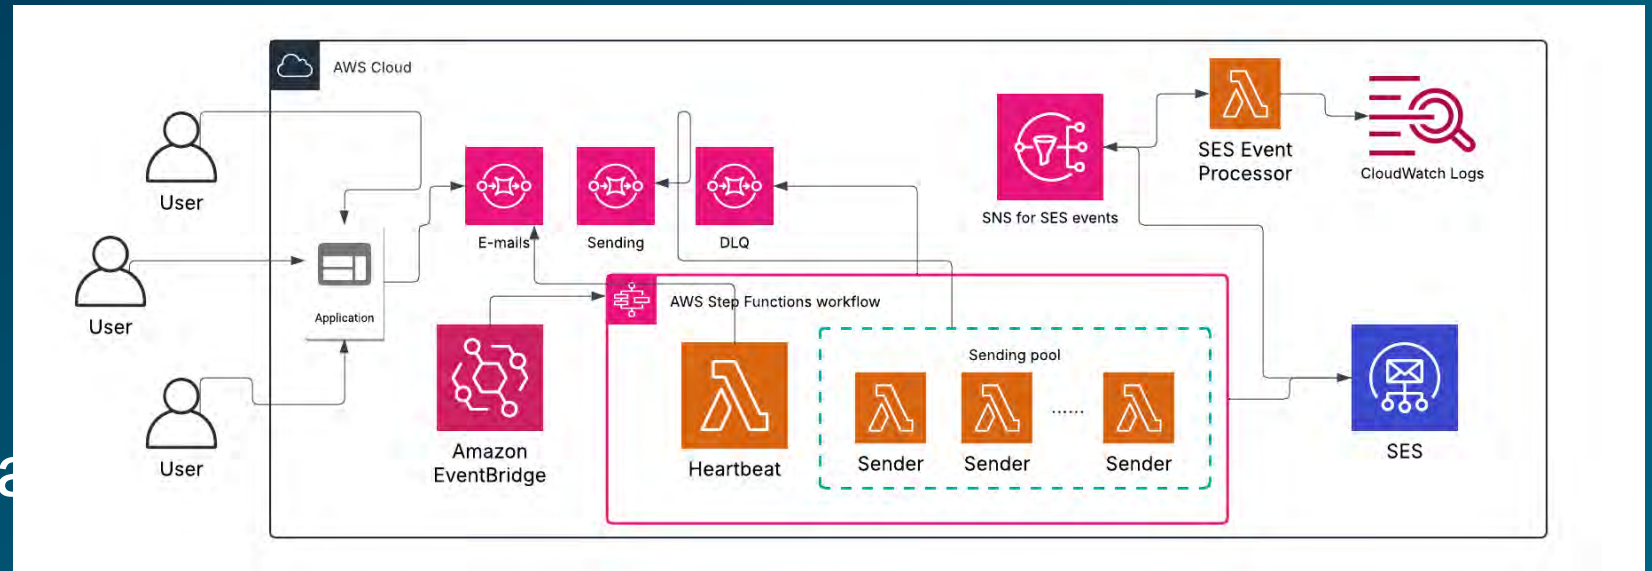 AWS Cloud
User
User
User
Application
E-mails
Sending
DLQ
SNS for SES events
SES Event
Processor
CloudWatch Logs
AWS Step Functions workflow
Amazon
EventBridge
Heartbeat
Sending pool
Sender
Sender
......
Sender
SES